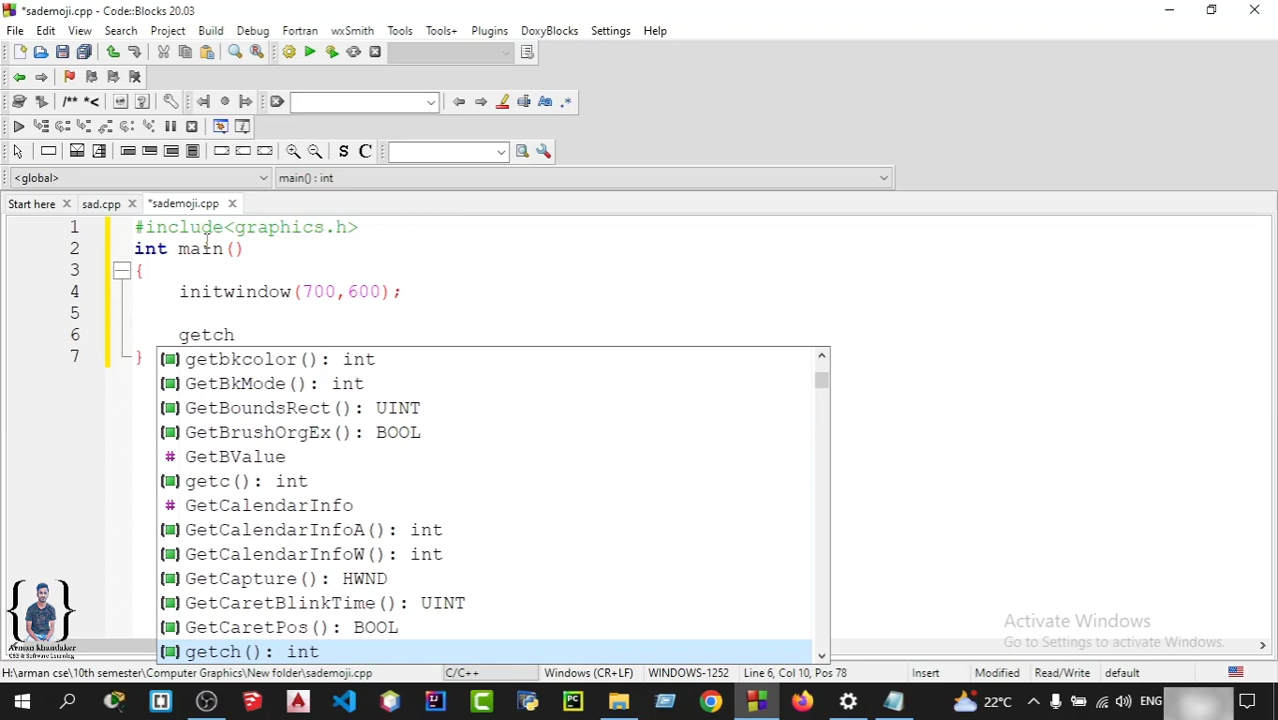 *sademoji.cpp - Code::Blocks 20.03
File Edit View Search Project Build Debug Fortran wxSmith Tools Tools+ Plugins DoxyBlocks Settings Help
/** *<
S C
<global> main() : int
Start here sad.cpp *sademoji.cpp
1 #include<graphics.h>
2 int main()
3 {
4 initwindow(700,600);
5
6 getch
7 }
getbkcolor(): int
GetBkMode(): int
GetBoundsRect(): UINT
GetBrushOrgEx(): BOOL
# GetBValue
getc(): int
# GetCalendarInfo
GetCalendarInfoA(): int
GetCalendarInfoW(): int
GetCapture(): HWND
GetCaretBlinkTime(): UINT
GetCaretPos(): BOOL
getch(): int
Activate Windows
Go to Settings to activate Windows.
Arman khandaker
CSE & Software Learning
H:\arman cse\10th semester\Computer Graphics\New folder\sademoji.cpp C/C++ Windows (CR+LF) WINDOWS-1252 Line 6, Col 10, Pos 78 Insert Modified Read/Write default
22°C ENG